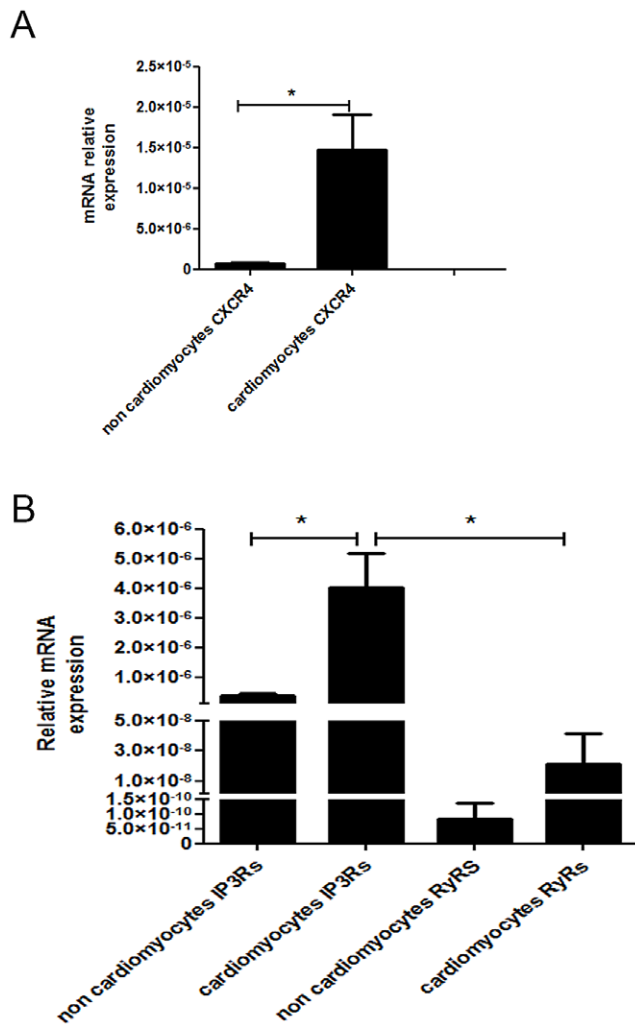 A
mRNA relative
expression
2.5×10⁻⁵
2.0×10⁻⁵
1.5×10⁻⁵
1.0×10⁻⁵
5.0×10⁻⁶
0
*
non cardiomyocytes CXCR4
cardiomyocytes CXCR4
B
Relative mRNA
expression
6.0×10⁻⁶
5.0×10⁻⁶
4.0×10⁻⁶
3.0×10⁻⁶
2.0×10⁻⁶
1.0×10⁻⁶
5.0×10⁻⁸
3.0×10⁻⁸
1.0×10⁻⁸
1.5×10⁻¹⁰
1.0×10⁻¹⁰
5.0×10⁻¹¹
0
*
*
non cardiomyocytes IP3Rs
cardiomyocytes IP3Rs
non cardiomyocytes RyRS
cardiomyocytes RyRs